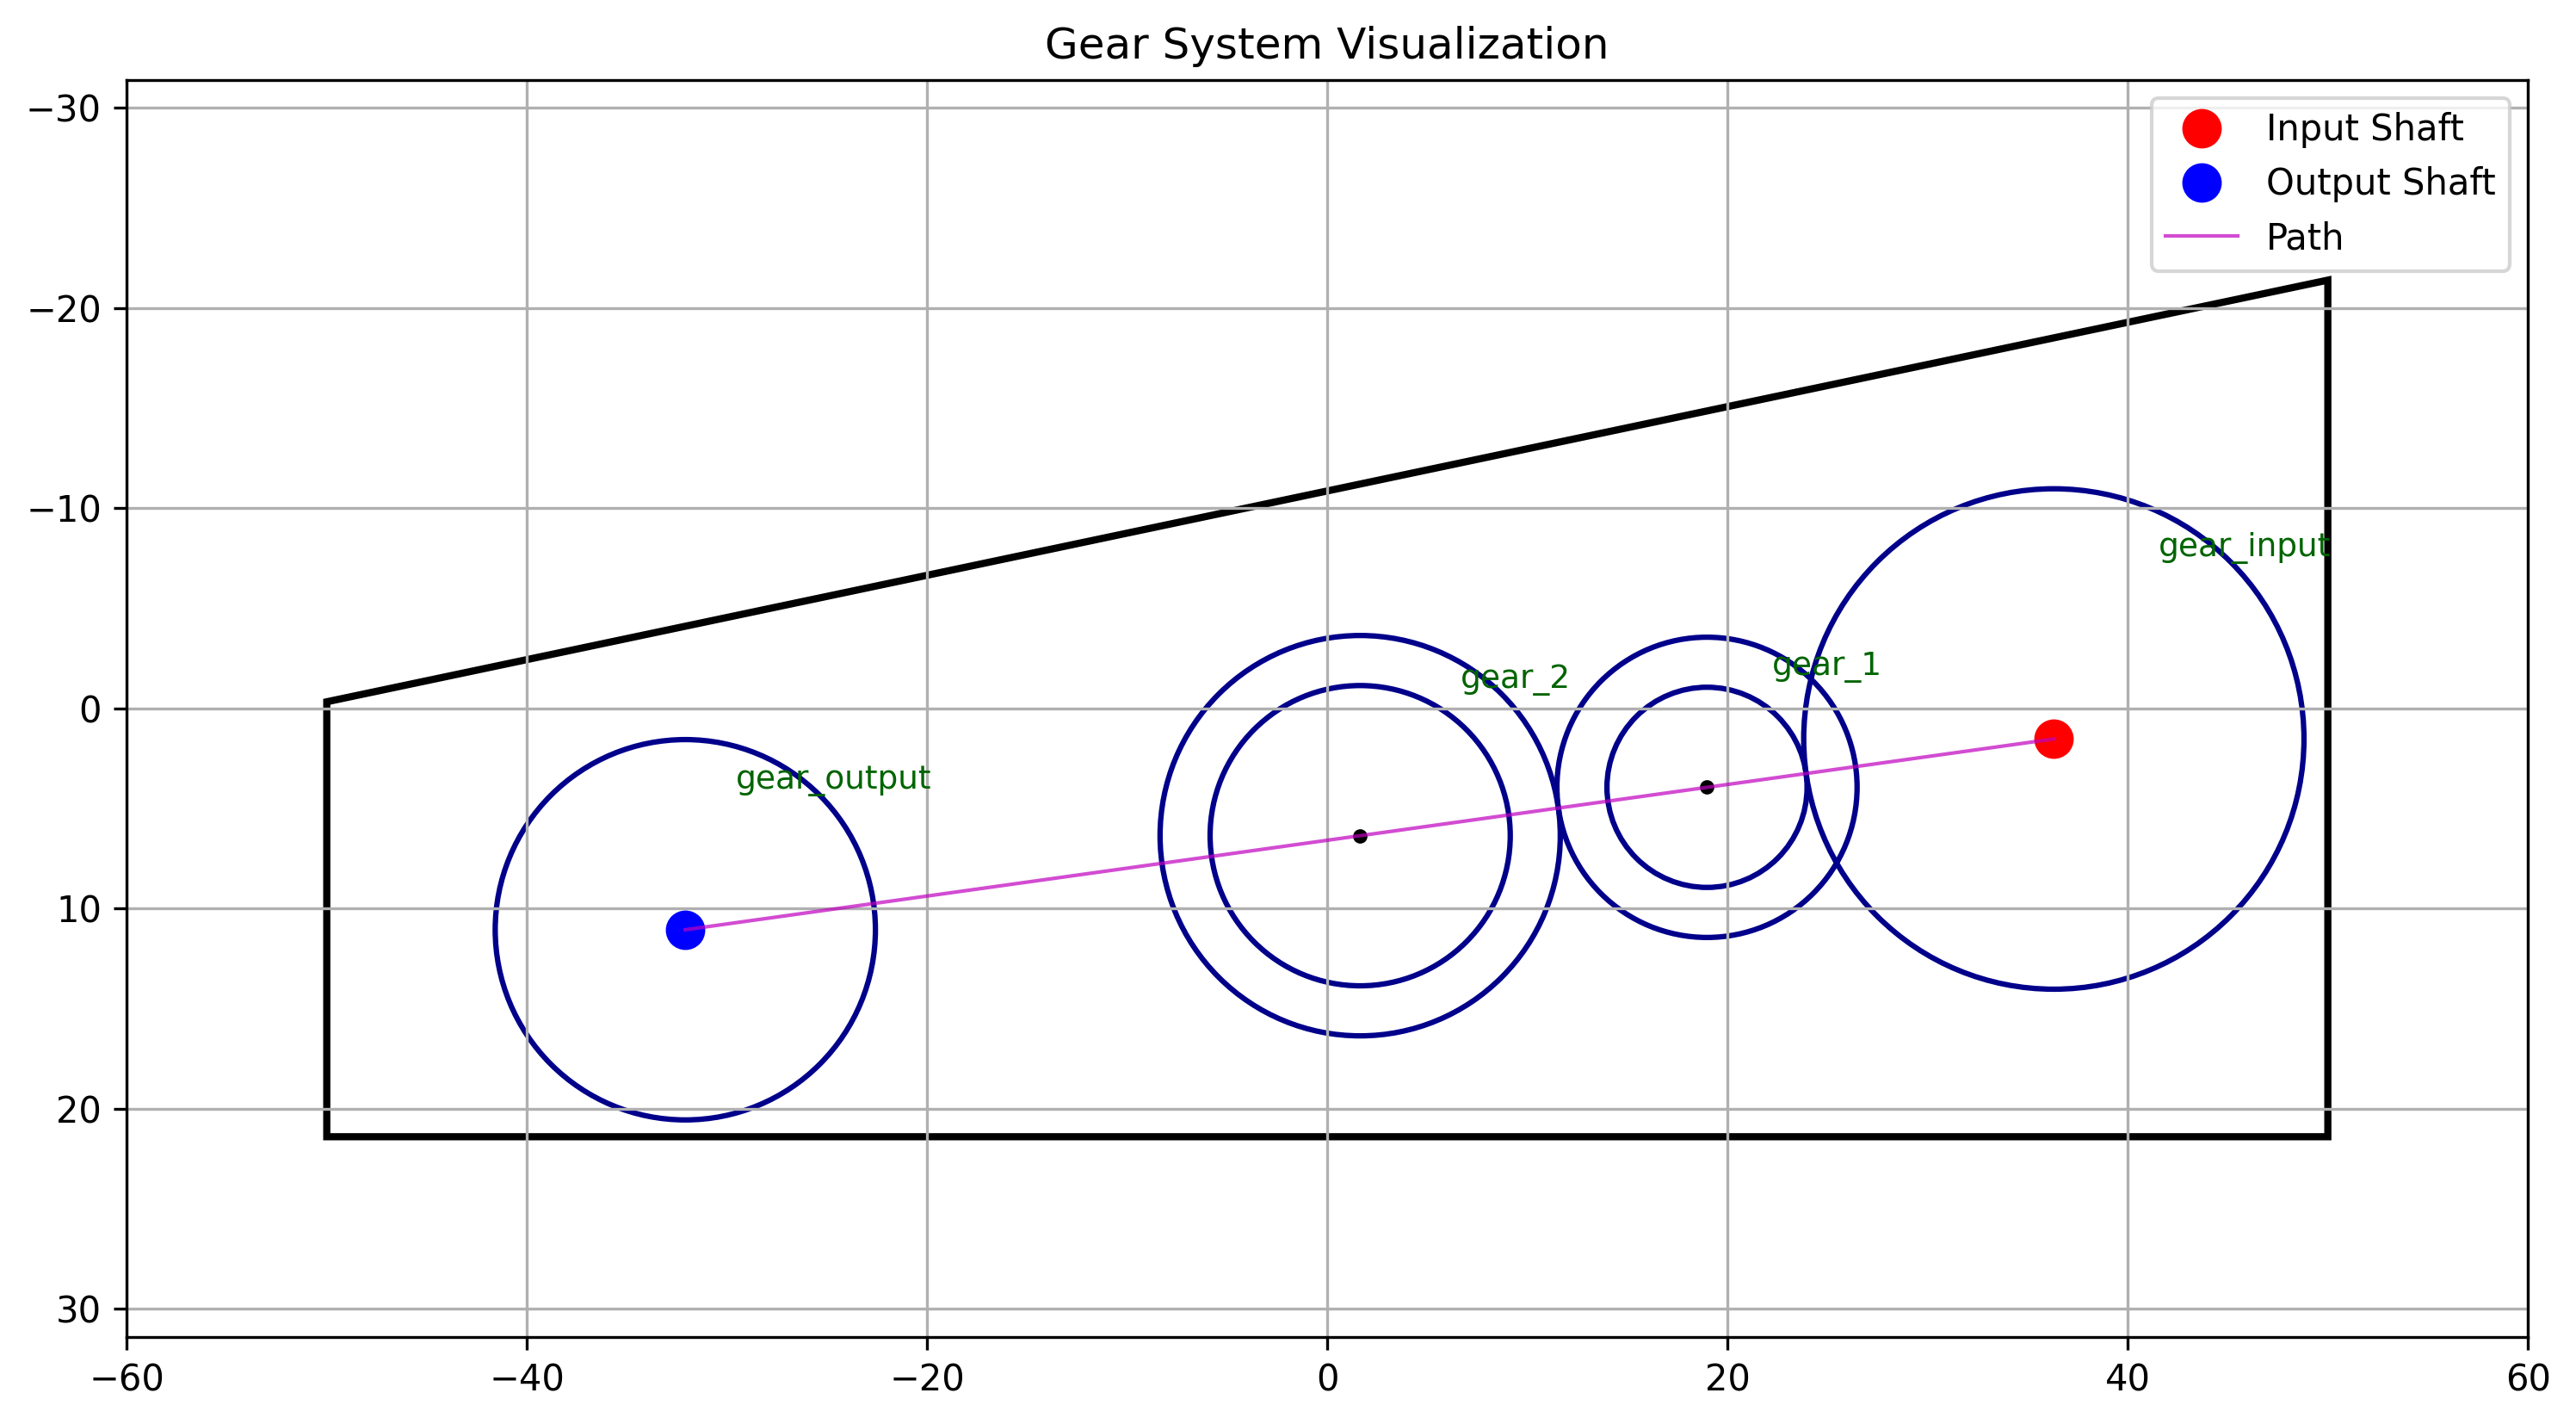 Gear System Visualization
Input Shaft
Output Shaft
Path
gear_input
gear_1
gear_2
gear_output
−30
−20
−10
0
10
20
30
−60
−40
−20
0
20
40
60